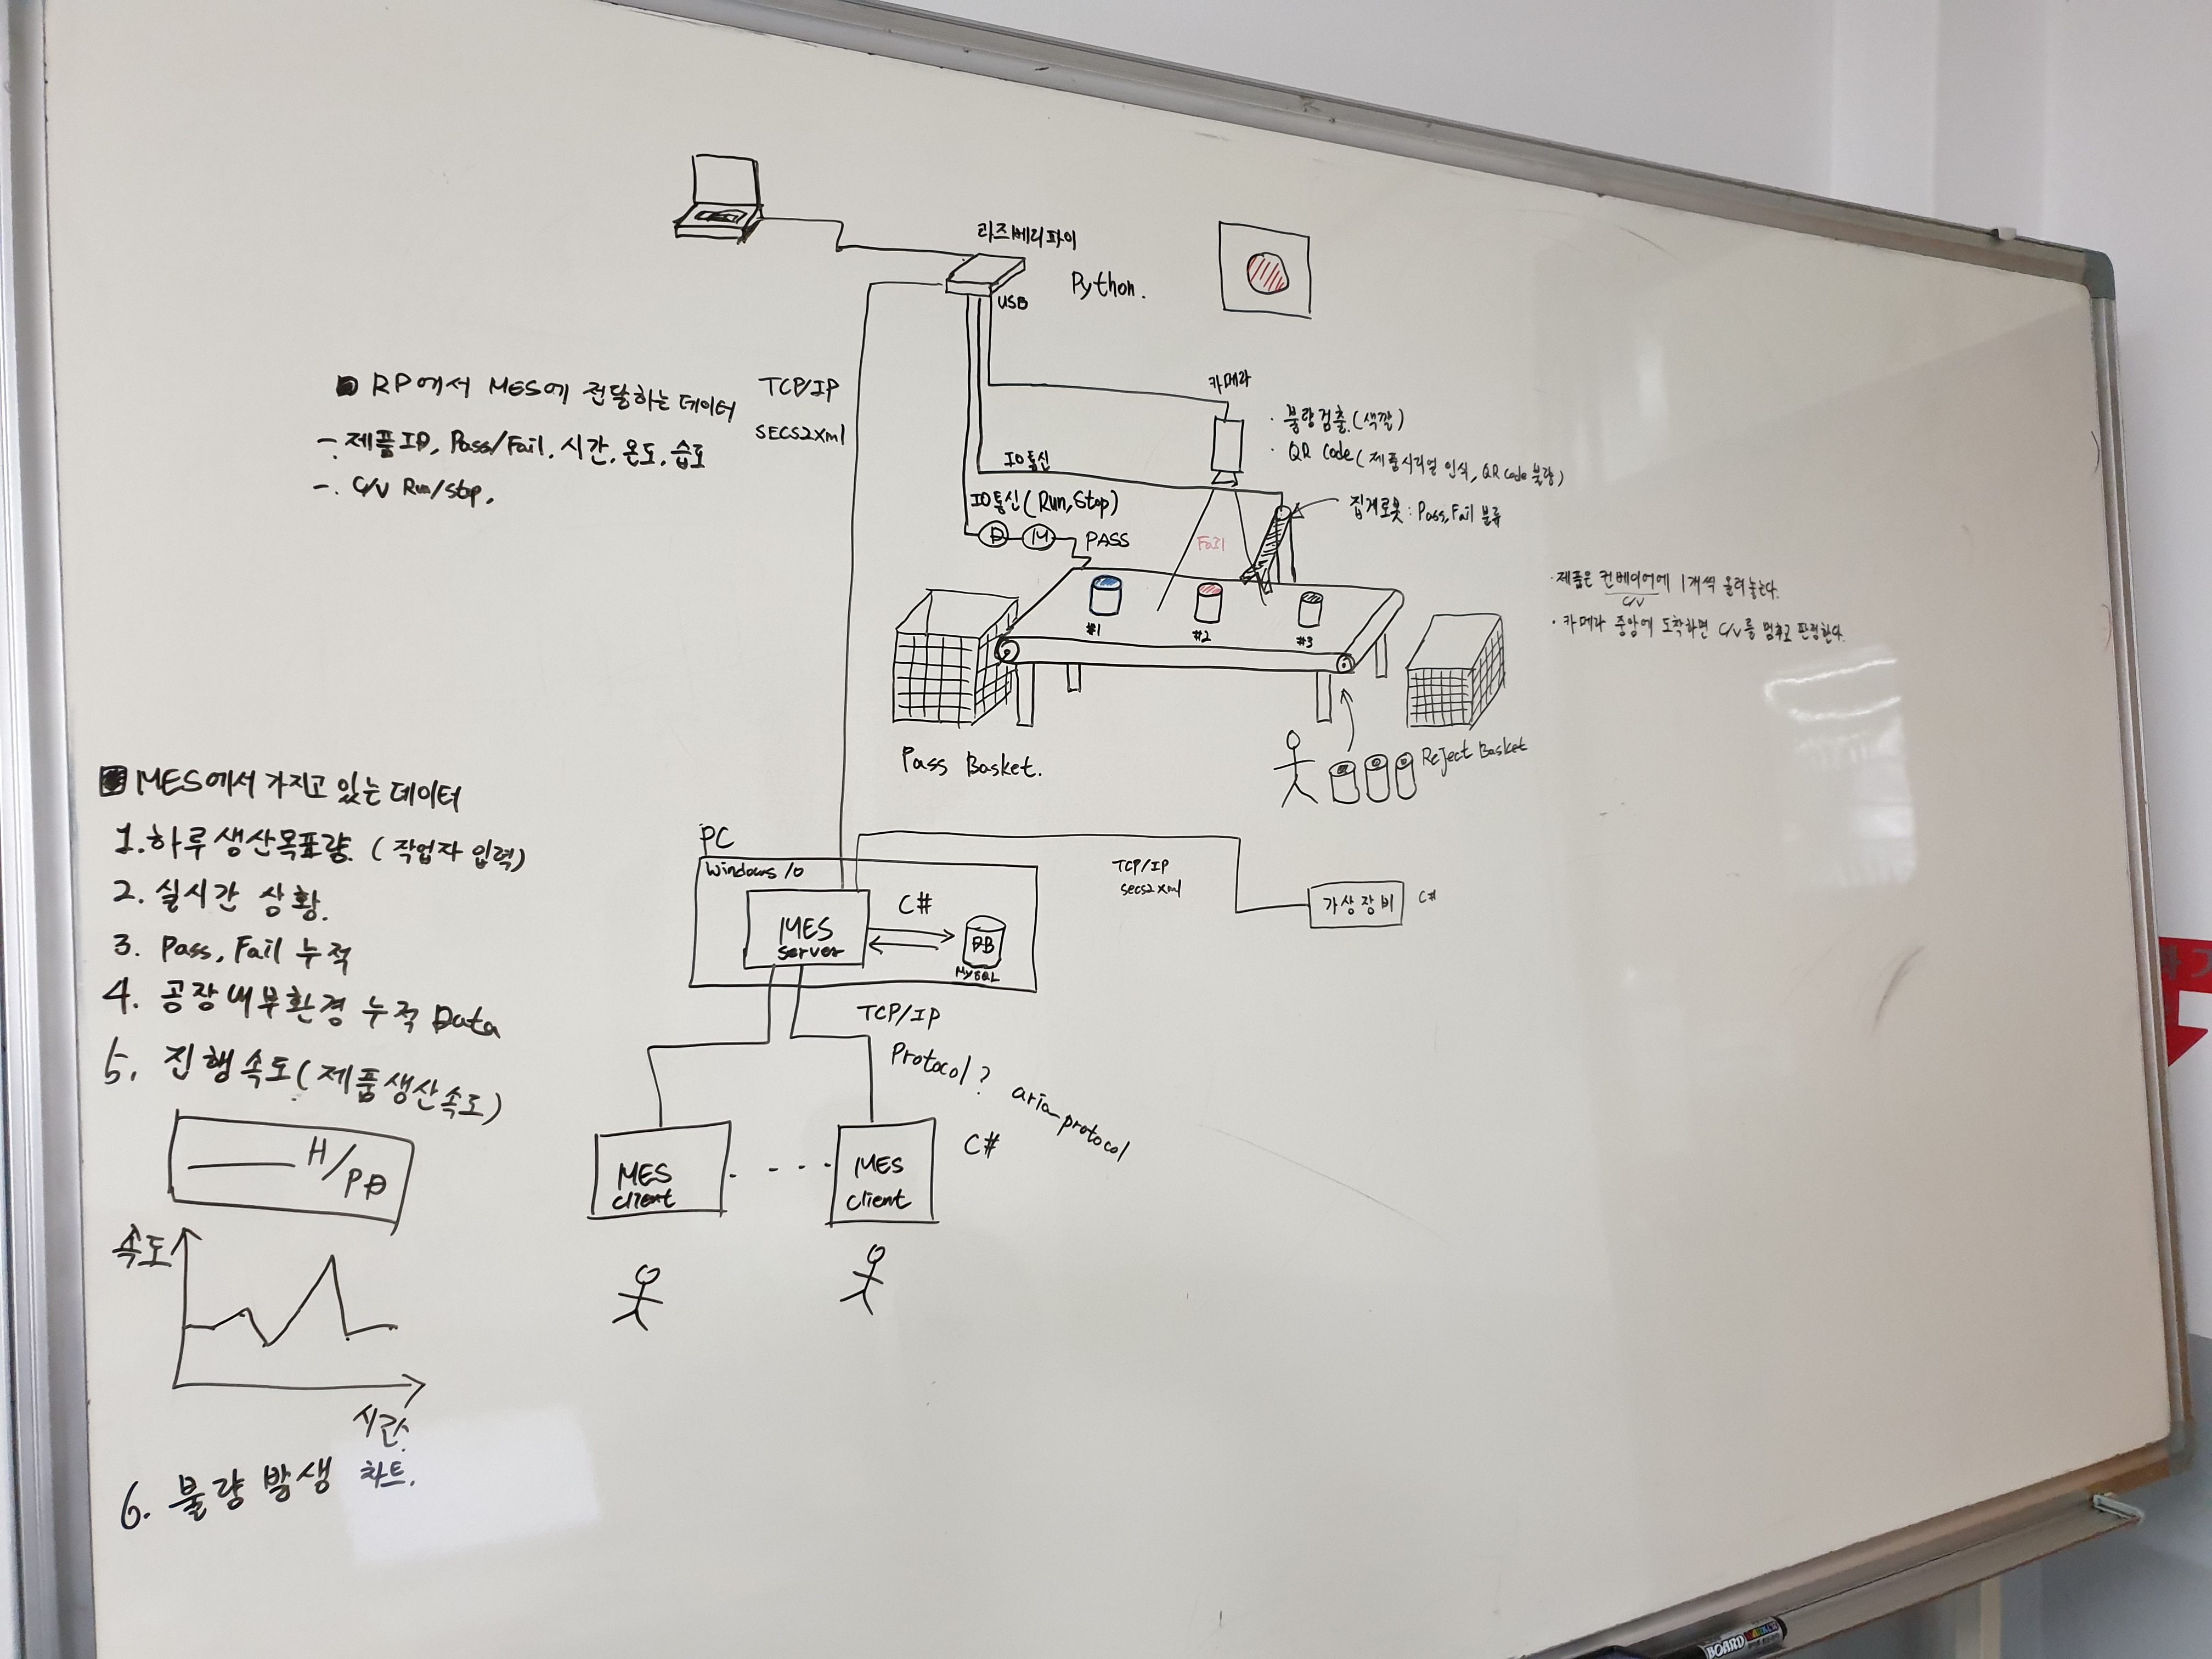 라즈베리파이
USB
Python.
■ RP에서 MES에 전달하는 데이터
-. 제품ID, Pass/Fail, 시간, 온도, 습도
-. C/V Run/Stop,
TCP/IP
SECS2Xml
카메라
· 불량검출 (색깔)
· QR code (제품시리얼 인식, QR code 불량)
IO통신
IO통신 (Run, Stop)
D
M
PASS
Fail
집게로봇 : Pass, Fail 분류
#1
#2
#3
· 제품은 컨베이어에 1개씩 올려놓는다.
C/V
· 카메라 중앙에 도착하면 C/V를 멈추고 판정한다.
Pass Basket.
Reject Basket
■ MES에서 가지고 있는 데이터
1. 하루 생산목표량. (작업자 입력)
2. 실시간 상황.
3. Pass, Fail 누적
4. 공장내부환경 누적 Data
5. 진행속도 (제품생산속도)
H/PD
속도
시간.
6. 불량 발생 차트.
PC
Windows 10
MES
server
C#
DB
MySQL
TCP/IP
secs2xml
가상장비
C#
TCP/IP
Protocol?
aria_protocol
MES
client
MES
client
C#
BOARD